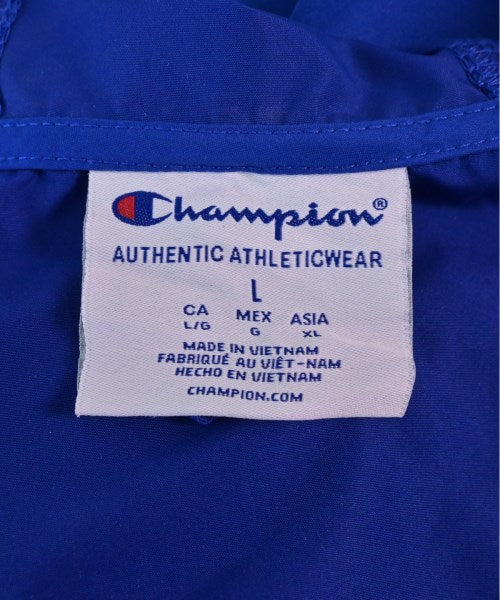 Champion®
AUTHENTIC ATHLETICWEAR
L
CA MEX ASIA
L/G G XL
MADE IN VIETNAM
FABRIQUÉ AU VIÊT-NAM
HECHO EN VIETNAM
CHAMPION.COM